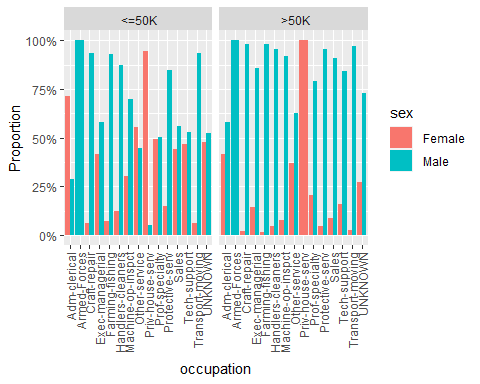 <=50K
>50K
100%
75%
50%
25%
0%
Proportion
Adm-clerical
Armed-Forces
Craft-repair
Exec-managerial
Farming-fishing
Handlers-cleaners
Machine-op-inspct
Other-service
Priv-house-serv
Prof-specialty
Protective-serv
Sales
Tech-support
Transport-moving
UNKNOWN
Adm-clerical
Armed-Forces
Craft-repair
Exec-managerial
Farming-fishing
Handlers-cleaners
Machine-op-inspct
Other-service
Priv-house-serv
Prof-specialty
Protective-serv
Sales
Tech-support
Transport-moving
UNKNOWN
occupation
sex
Female
Male